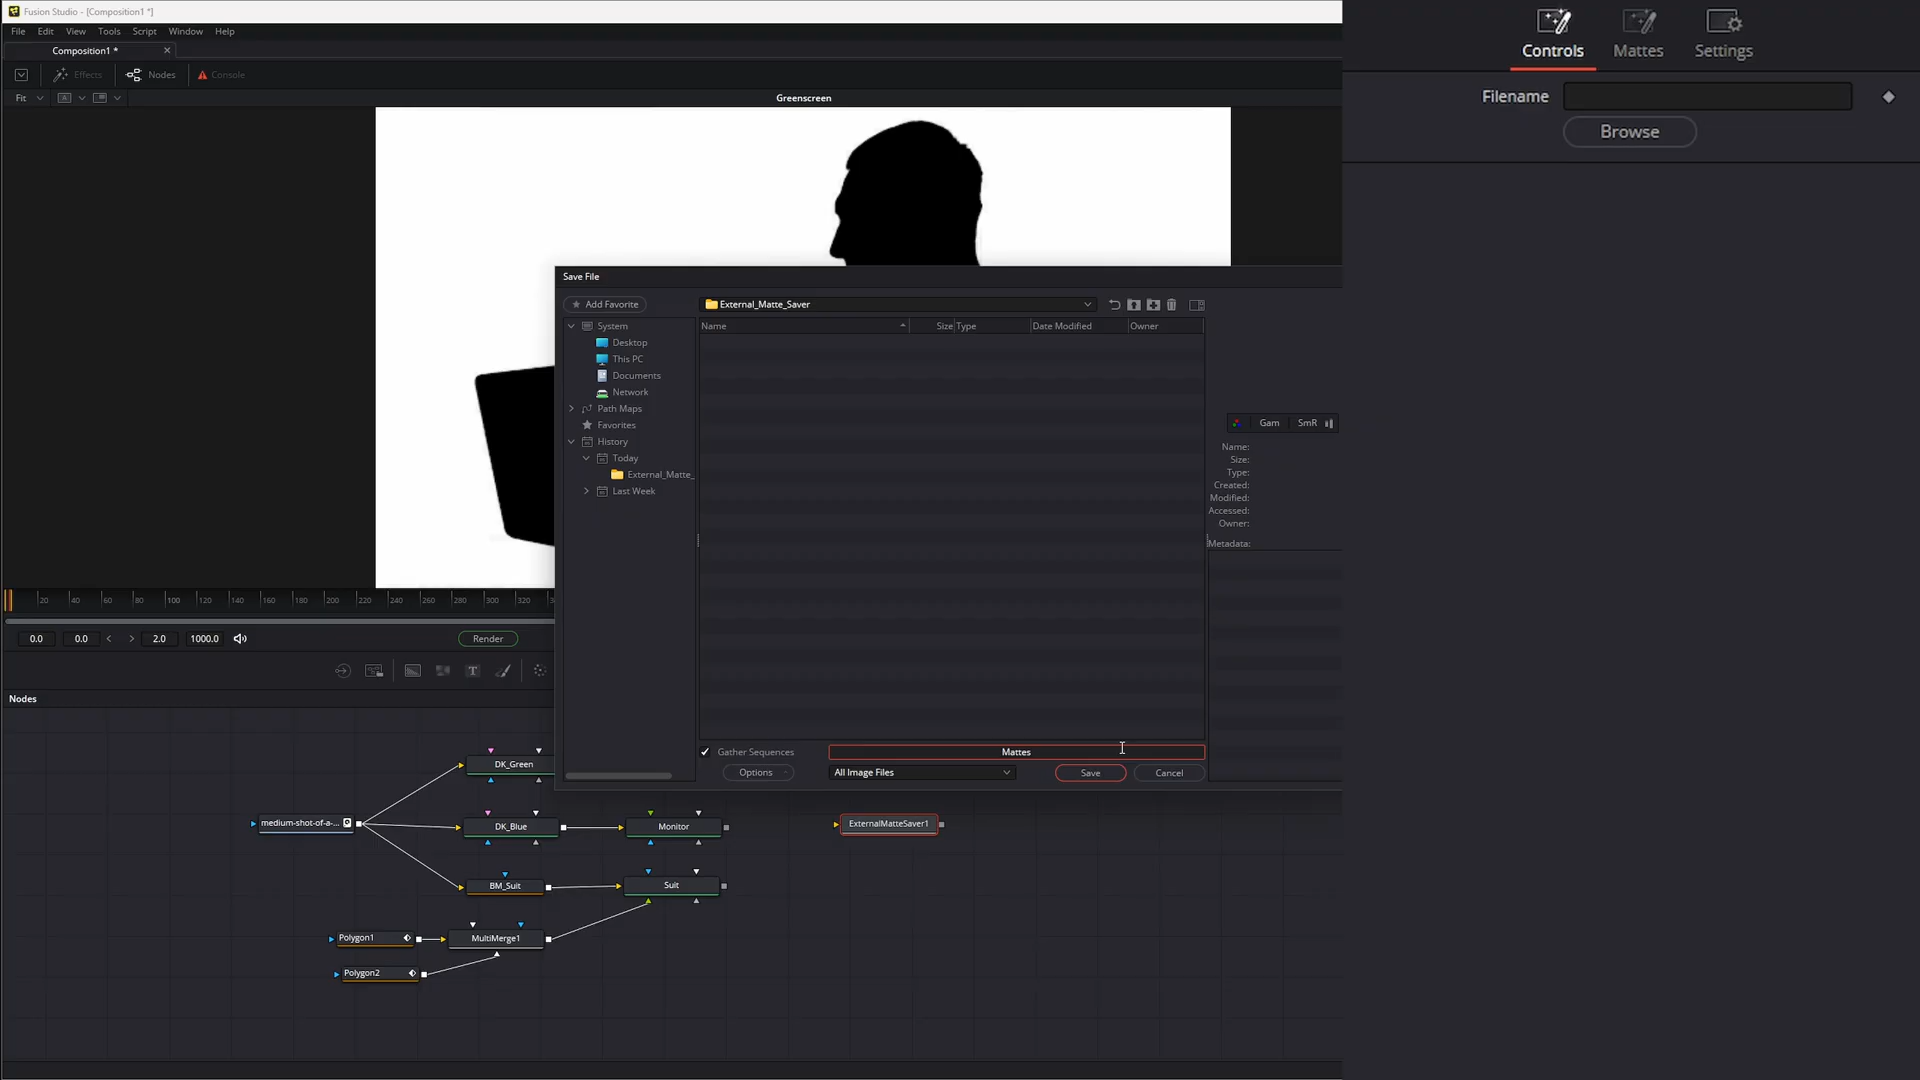 Fusion Studio - [Composition1 *]
File Edit View Tools Script Window Help
Composition1 *
Effects Nodes Console
Fit A
Greenscreen
Controls Mattes Settings
Filename
Browse
Save File
Add Favorite External_Matte_Saver
System
Desktop
This PC
Documents
Network
Path Maps
Favorites
History
Today
External_Matte_
Last Week
Name Size Type Date Modified Owner
Gam SmR
Name:
Size:
Type:
Created:
Modified:
Accessed:
Owner:
Metadata:
20 40 60 80 100 120 140 160 180 200 220 240 260 280 300 320
0.0 0.0 2.0 1000.0 Render
T
Nodes
Gather Sequences Mattes
Options All Image Files Save Cancel
DK_Green
medium-shot-of-a-... DK_Blue Monitor ExternalMatteSaver1
BM_Suit Suit
Polygon1 MultiMerge1
Polygon2